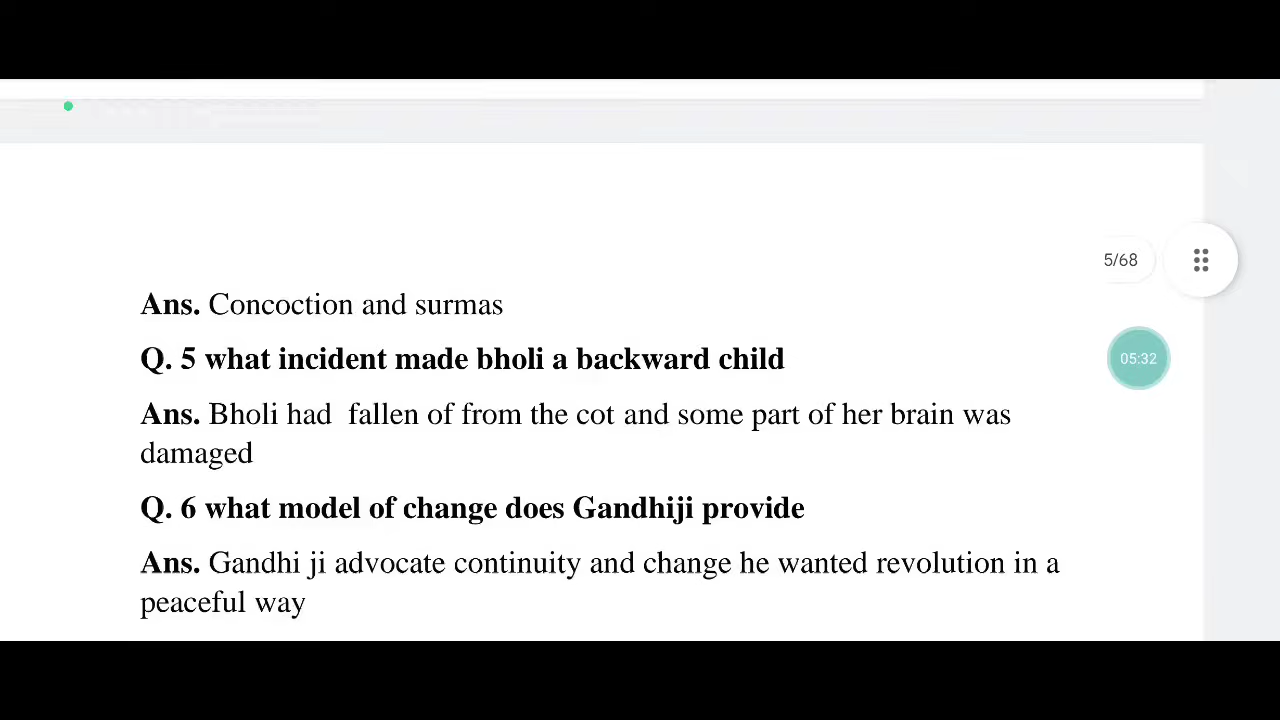 5/68
Ans. Concoction and surmas
Q. 5 what incident made bholi a backward child
05:32
Ans. Bholi had fallen of from the cot and some part of her brain was
damaged
Q. 6 what model of change does Gandhiji provide
Ans. Gandhi ji advocate continuity and change he wanted revolution in a
peaceful way